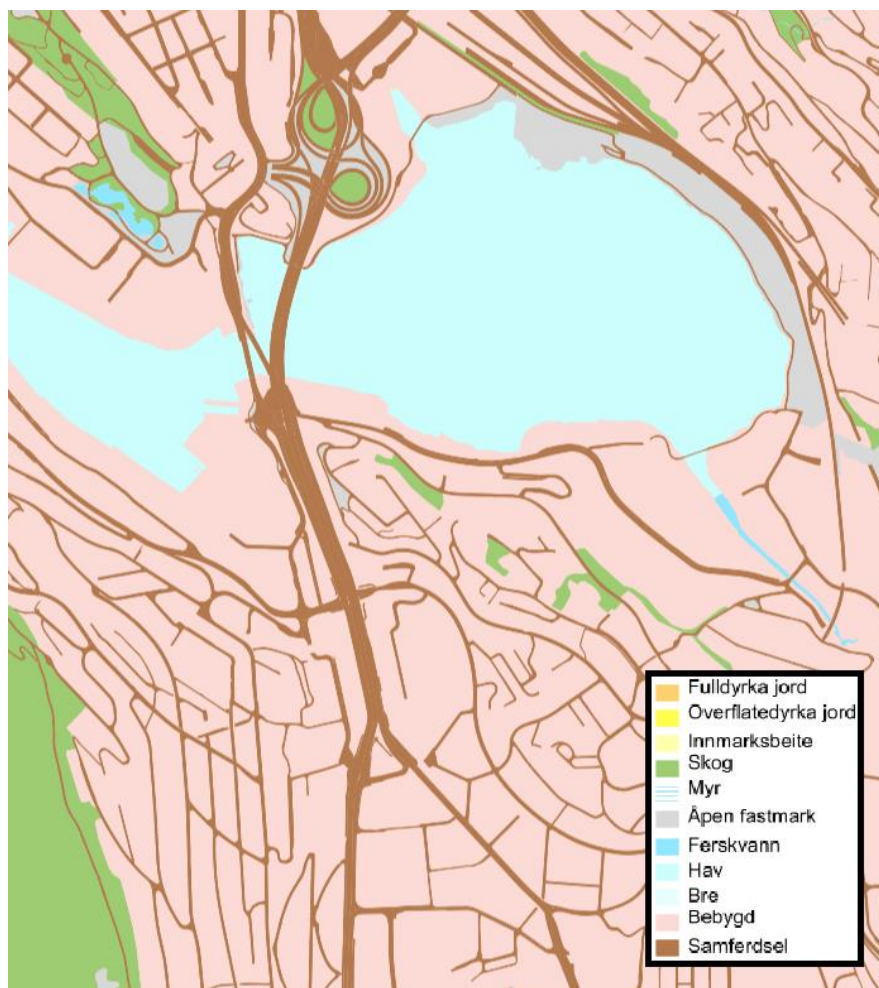 Fulldyrka jord
Overflatedyrka jord
Innmarksbeite
Skog
Myr
Åpen fastmark
Ferskvann
Hav
Bre
Bebygd
Samferdsel